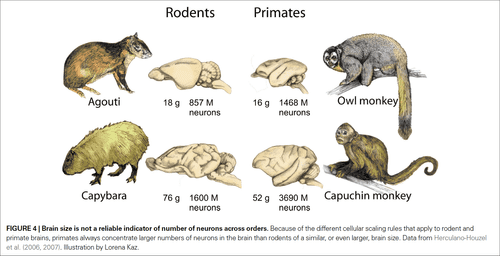 Rodents Primates
Agouti
18 g 857 M
neurons
16 g 1468 M
neurons
Owl monkey
Capybara
76 g 1600 M
neurons
52 g 3690 M
neurons
Capuchin monkey
FIGURE 4 | Brain size is not a reliable indicator of number of neurons across orders. Because of the different cellular scaling rules that apply to rodent and
primate brains, primates always concentrate larger numbers of neurons in the brain than rodents of a similar, or even larger, brain size. Data from Herculano-Houzel
et al. (2006, 2007). Illustration by Lorena Kaz.